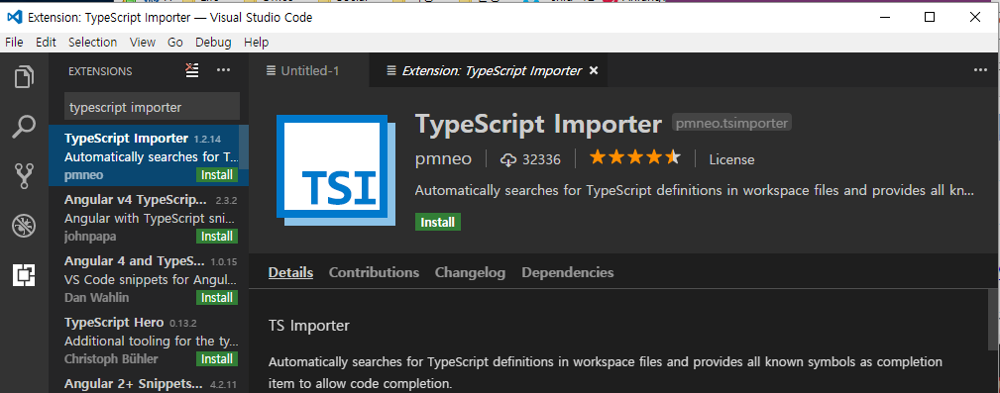 Extension: TypeScript Importer — Visual Studio Code
File Edit Selection View Go Debug Help
EXTENSIONS
typescript importer
TypeScript Importer 1.2.14
Automatically searches for T...
pmneo Install
Angular v4 TypeScrip... 2.3.2
Angular with TypeScript sni...
johnpapa Install
Angular 4 and TypeS... 1.0.15
VS Code snippets for Angul...
Dan Wahlin Install
TypeScript Hero 0.13.2
Additional tooling for the ty...
Christoph Bühler Install
Angular 2+ Snippets... 4.2.11
Untitled-1 Extension: TypeScript Importer
TSI
TypeScript Importer pmneo.tsimporter
pmneo 32336 License
Automatically searches for TypeScript definitions in workspace files and provides all kn...
Install
Details Contributions Changelog Dependencies
TS Importer
Automatically searches for TypeScript definitions in workspace files and provides all known symbols as completion
item to allow code completion.